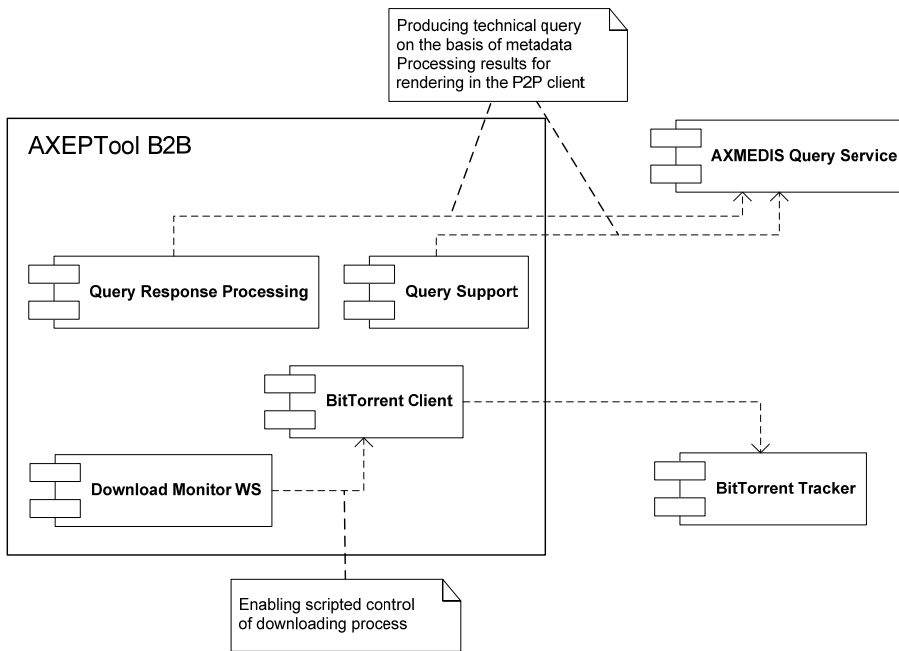 Producing technical query
on the basis of metadata
Processing results for
rendering in the P2P client
AXEPTool B2B
AXMEDIS Query Service
Query Response Processing
Query Support
BitTorrent Client
Download Monitor WS
BitTorrent Tracker
Enabling scripted control
of downloading process